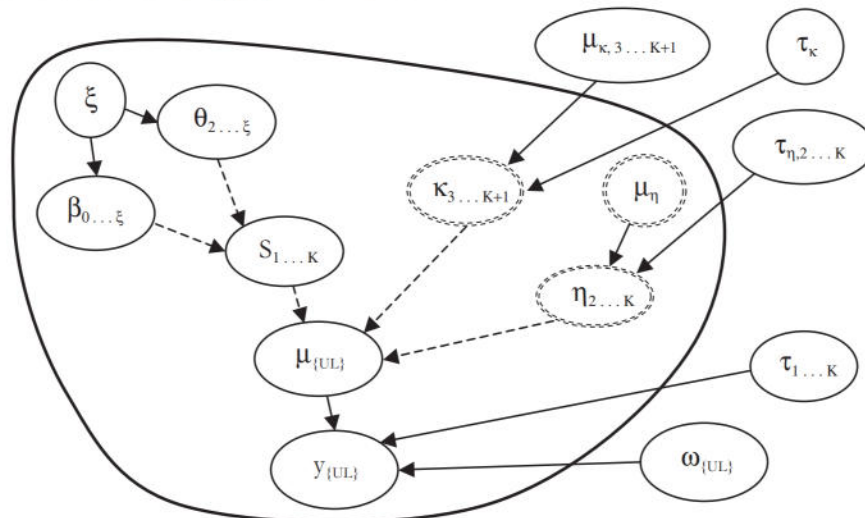 μκ, 3 . . . K+1
τκ
ξ
θ2 . . . ξ
τη,2 . . . K
κ3 . . . K+1
μη
β0 . . . ξ
S1 . . . K
η2 . . . K
μ{UL}
τ1 . . . K
y{UL}
ω{UL}